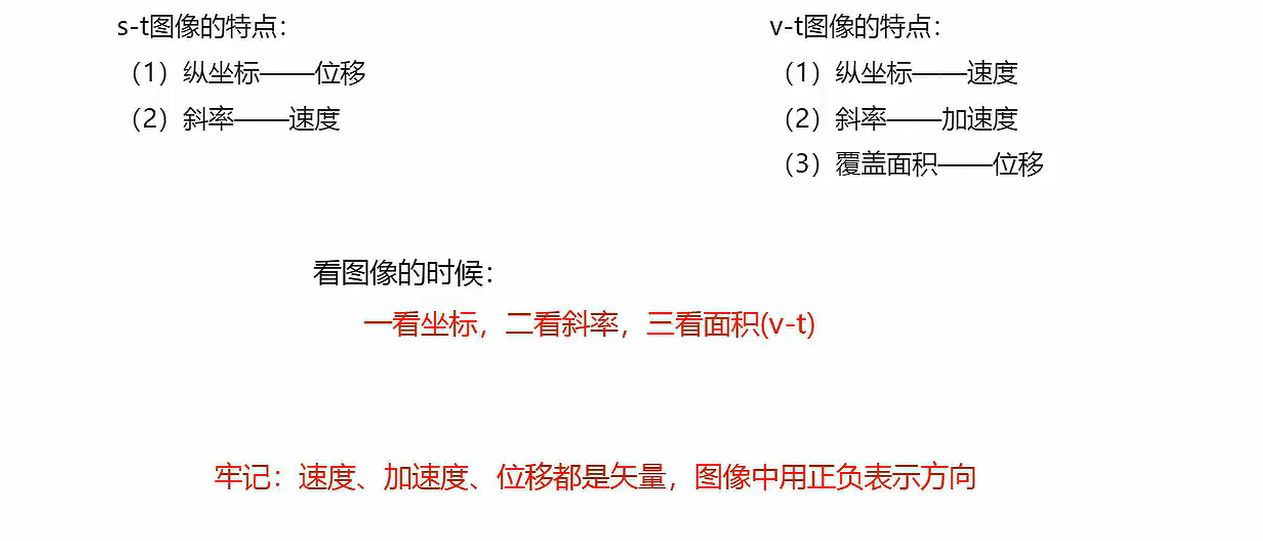 s-t图像的特点：
（1）纵坐标——位移
（2）斜率——速度
v-t图像的特点：
（1）纵坐标——速度
（2）斜率——加速度
（3）覆盖面积——位移
看图像的时候：
一看坐标，二看斜率，三看面积(v-t)
牢记：速度、加速度、位移都是矢量，图像中用正负表示方向